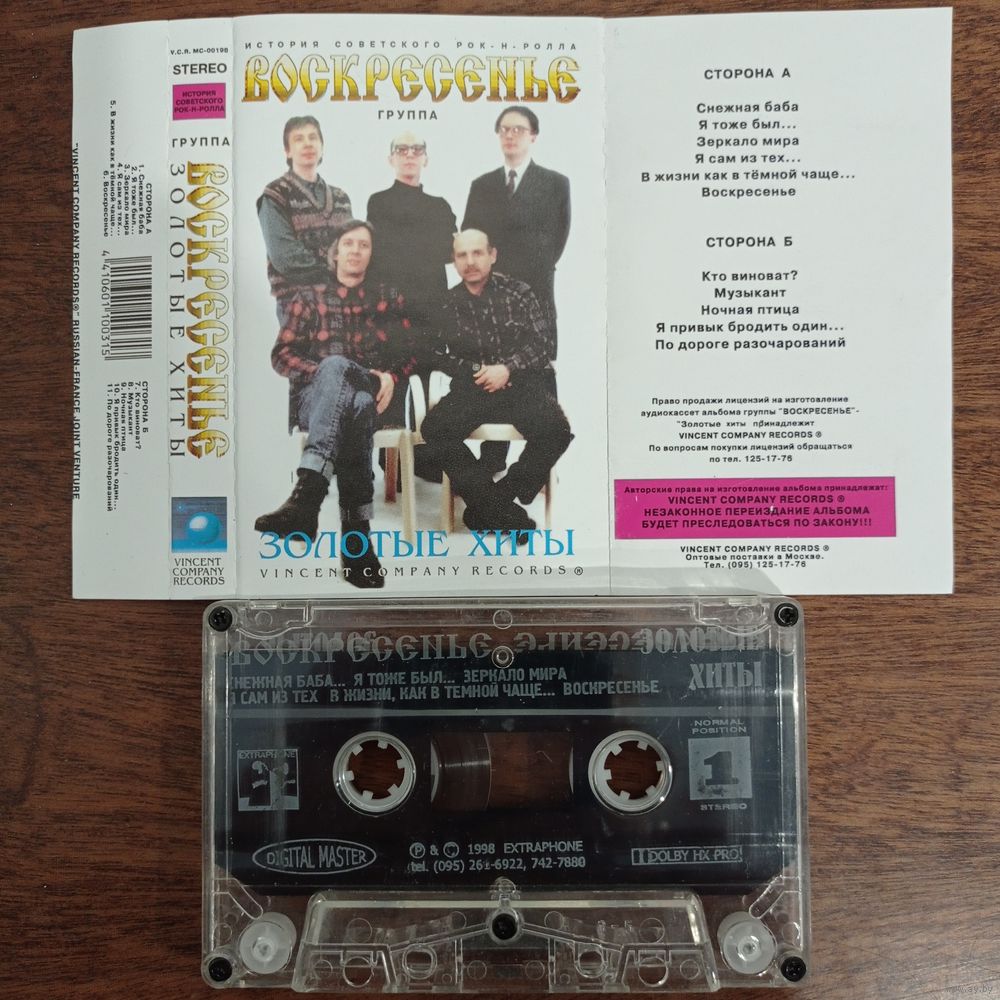 V.C.R. MC-00198
STEREO
ИСТОРИЯ
СОВЕТСКОГО
РОК-Н-РОЛЛА
ГРУППА
ВОСКРЕСЕНЬЕ
ЗОЛОТЫЕ ХИТЫ
VINCENT
COMPANY
RECORDS
СТОРОНА А
1. Снежная баба
2. Я тоже был...
3. Зеркало мира
4. Я сам из тех...
5. В жизни как в тёмной чаще...
6. Воскресенье
4 410601 100315
СТОРОНА Б
7. Кто виноват?
8. Музыкант
9. Ночная птица
10. Я привык бродить один...
11. По дороге разочарований
"VINCENT COMPANY RECORDS®" RUSSIAN-FRANCE JOINT VENTURE
ИСТОРИЯ СОВЕТСКОГО РОК-Н-РОЛЛА
ВОСКРЕСЕНЬЕ
ГРУППА
ЗОЛОТЫЕ ХИТЫ
VINCENT COMPANY RECORDS ®
СТОРОНА А
Снежная баба
Я тоже был...
Зеркало мира
Я сам из тех...
В жизни как в тёмной чаще...
Воскресенье
СТОРОНА Б
Кто виноват?
Музыкант
Ночная птица
Я привык бродить один...
По дороге разочарований
Право продажи лицензий на изготовление
аудиокассет альбома группы "ВОСКРЕСЕНЬЕ"-
"Золотые хиты принадлежит
VINCENT COMPANY RECORDS ®
По вопросам покупки лицензий обращаться
по тел. 125-17-76
Авторские права на изготовление альбома принадлежат:
VINCENT COMPANY RECORDS ®
НЕЗАКОННОЕ ПЕРЕИЗДАНИЕ АЛЬБОМА
БУДЕТ ПРЕСЛЕДОВАТЬСЯ ПО ЗАКОНУ!!!
VINCENT COMPANY RECORDS ®
Оптовые поставки в Москве.
Тел. (095) 125-17-76
ВОСКРЕСЕНЬЕ ЗОЛОТЫЕ
ХИТЫ
СНЕЖНАЯ БАБА... Я ТОЖЕ БЫЛ... ЗЕРКАЛО МИРА
Я САМ ИЗ ТЕХ В ЖИЗНИ, КАК В ТЕМНОЙ ЧАЩЕ... ВОСКРЕСЕНЬЕ
EXTRAPHONE
NORMAL
POSITION
1
STEREO
DIGITAL MASTER
℗ & © 1998 EXTRAPHONE
tel. (095) 261-6922, 742-7880
DOLBY HX PRO